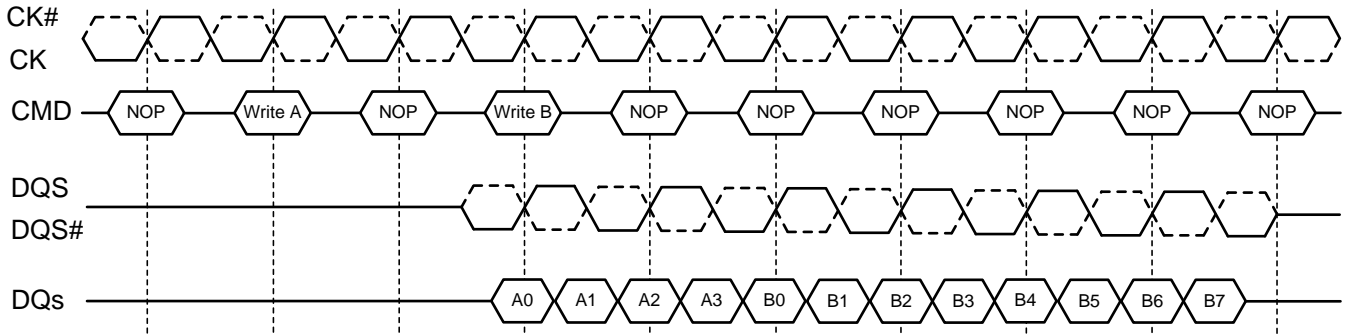 CK#
CK
CMD NOP Write A NOP Write B NOP NOP NOP NOP NOP NOP
DQS
DQS#
DQs A0 A1 A2 A3 B0 B1 B2 B3 B4 B5 B6 B7